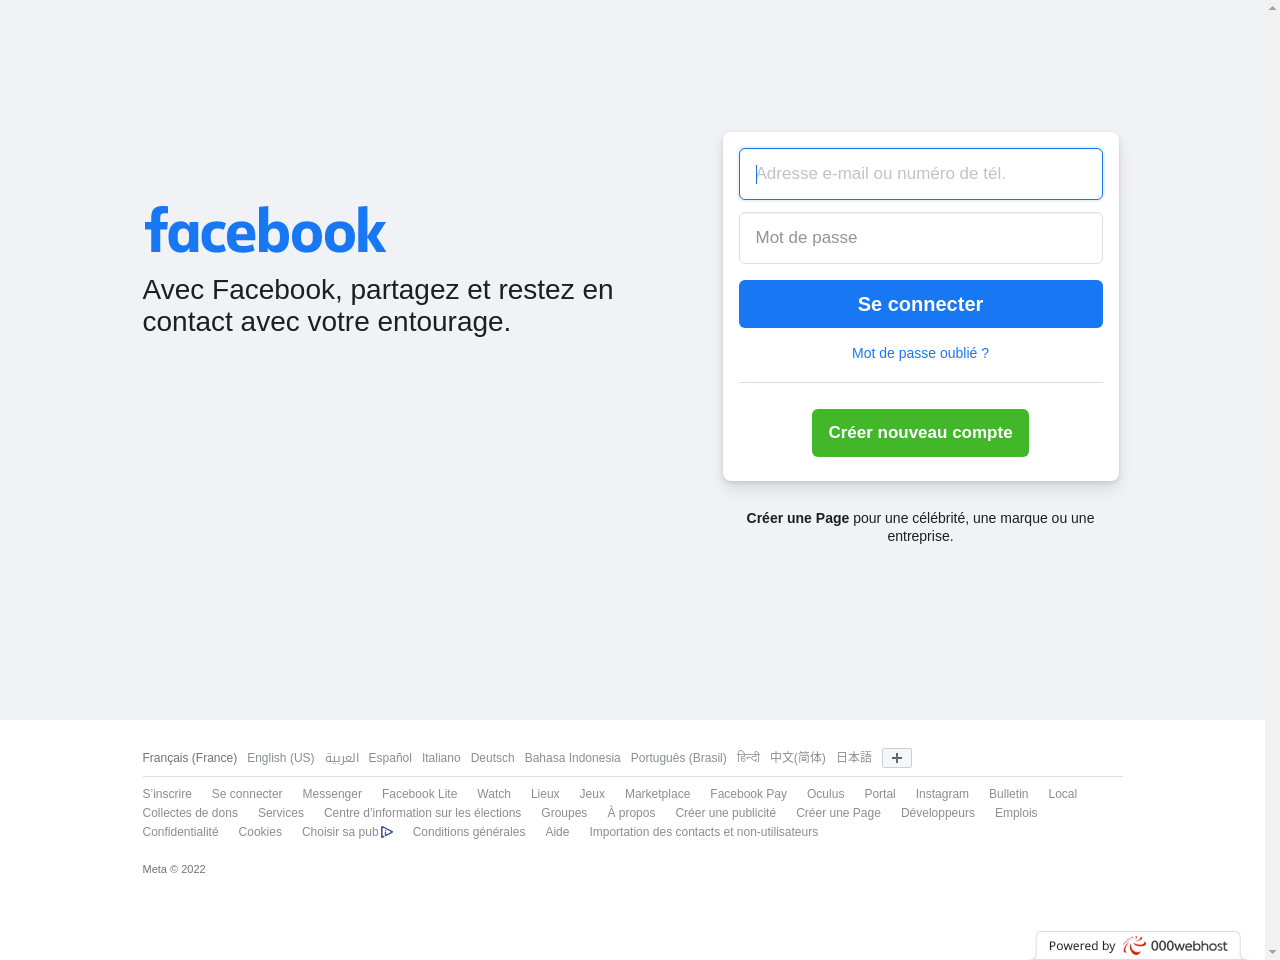 facebook
Avec Facebook, partagez et restez en
contact avec votre entourage.
Adresse e-mail ou numéro de tél.
Mot de passe
Se connecter
Mot de passe oublié ?
Créer nouveau compte
Créer une Page pour une célébrité, une marque ou une
entreprise.
Français (France) English (US) العربية Español Italiano Deutsch Bahasa Indonesia Português (Brasil) हिन्दी 中文(简体) 日本語
S’inscrire Se connecter Messenger Facebook Lite Watch Lieux Jeux Marketplace Facebook Pay Oculus Portal Instagram Bulletin Local
Collectes de dons Services Centre d’information sur les élections Groupes À propos Créer une publicité Créer une Page Développeurs Emplois
Confidentialité Cookies Choisir sa pub Conditions générales Aide Importation des contacts et non-utilisateurs
Meta © 2022
Powered by 000webhost